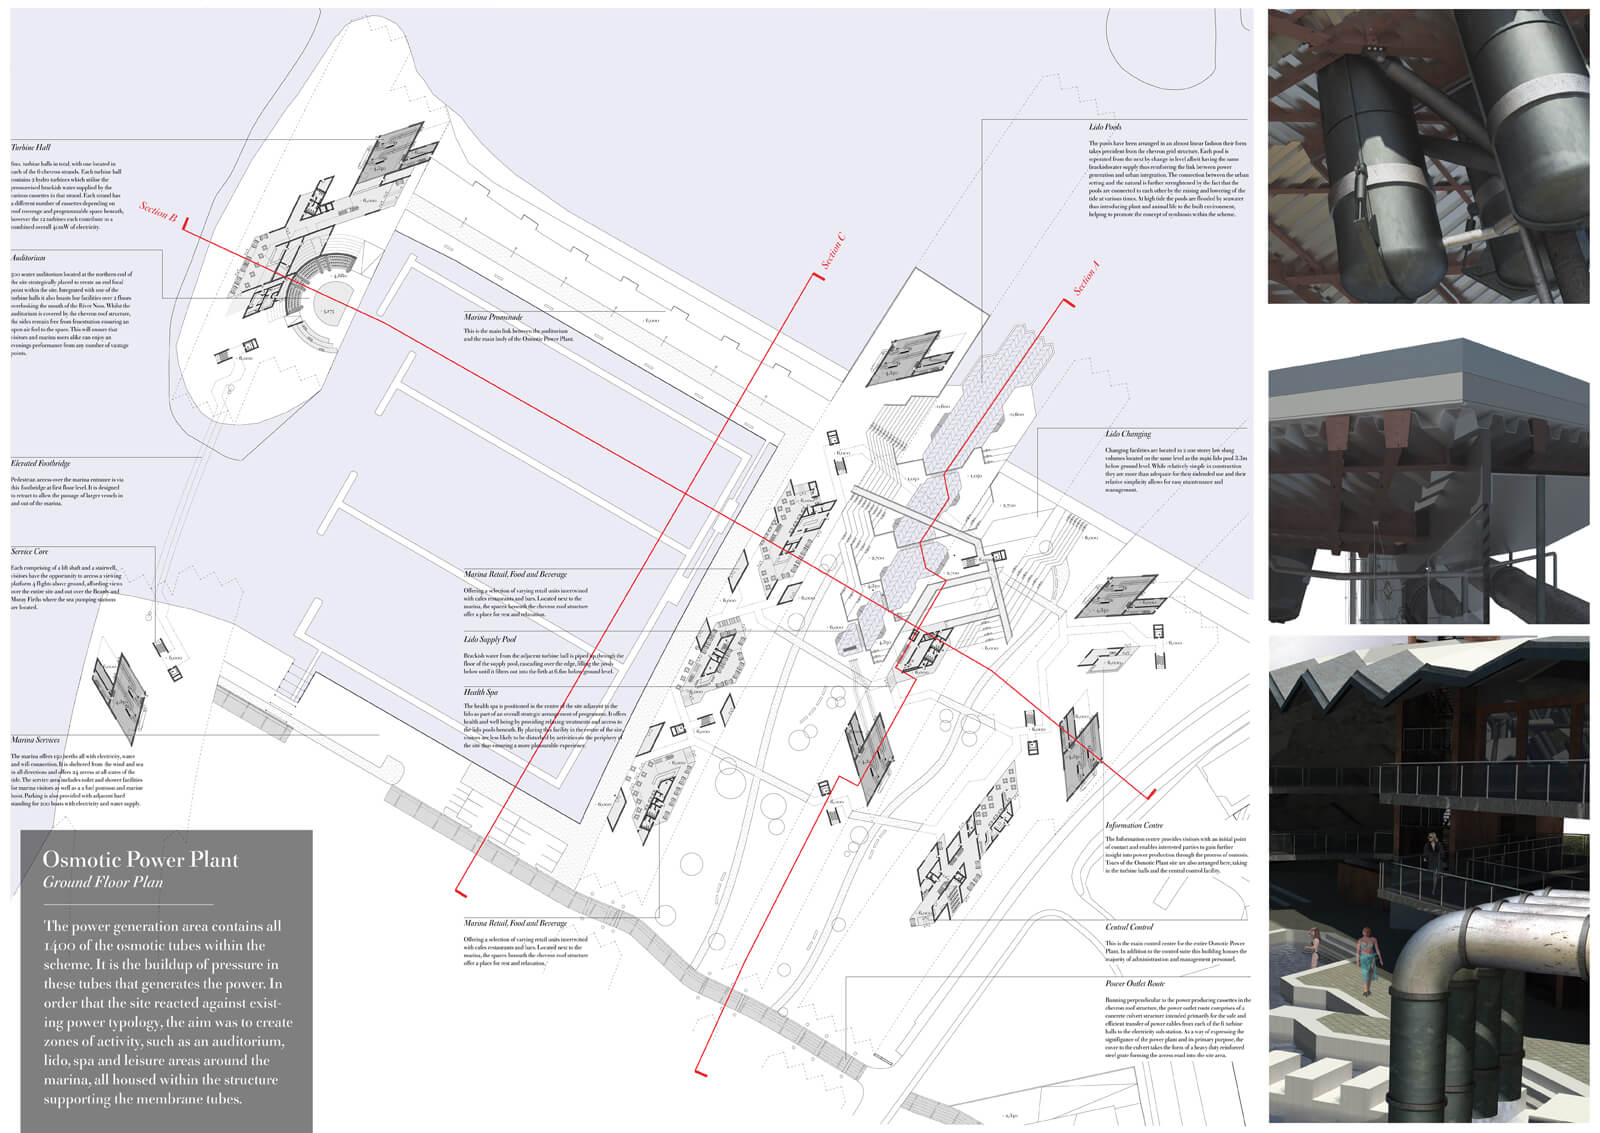 Turbine Hall
Six, turbine halls in total, with one located in
each of the 6 chevron strands. Each turbine hall
contains 2 hydro turbines which utilise the
pressurised brackish water supplied by the
various cassettes in that strand. Each strand has
a different number of cassettes depending on
roof coverage and programmable space beneath,
however the 12 turbines each contribute to a
combined overall
of electricity.
Auditorium
500 seater auditorium located at the northern end of
the site strategically placed to create an end focal
point within the site. Integrated with one of the
turbine halls it also boasts bar facilities over 2 floors
overlooking the mouth of the River Ness. Whilst the
auditorium is covered by the chevron roof structure,
the sides remain free from fenestration ensuring an
open air feel to the space. This will ensure that
visitors and marina users alike can enjoy an
evenings performance from any number of vantage
points.
Elevated Footbridge
Pedestrian access over the marina entrance is via
this footbridge at first floor level. It is designed
to retract to allow the passage of larger vessels in
and out of the marina.
Service Core
Each comprising of a lift shaft and a stairwell,
visitors have the opportunity to access a viewing
platform 4 flights above ground, affording views
over the entire site and out over the Beauly and
Moray Firths where the sea pumping stations
are located.
Marina Services
The marina offers 150 berths all with electricity, water
and wifi connection. It is sheltered from the wind and sea
in all directions and offers 24 access at all states of the
tide. The service area includes toilet and shower facilities
for marina visitors as well as a a fuel pontoon and marine
hoist. Parking is also provided with adjacent hard
standing for 200 boats with electricity and water supply.
Osmotic Power Plant
Ground Floor Plan
The power generation area contains all
1400 of the osmotic tubes within the
scheme. It is the buildup of pressure in
these tubes that generates the power. In
order that the site reacted against exist-
ing power typology, the aim was to create
zones of activity, such as an auditorium,
lido, spa and leisure areas around the
marina, all housed within the structure
supporting the membrane tubes.
Section B
Section C
Section A
Marina Promenade
This is the main link between the auditorium
and the main body of the Osmotic Power Plant.
Marina Retail, Food and Beverage
Offering a selection of varying retail units intertwined
with cafes restaurants and bars. Located next to the
marina, the spaces beneath the chevron roof structure
offer a place for rest and relaxation.
Lido Supply Pool
Brackish water from the adjacent turbine hall is piped up through the
floor of the supply pool, cascading over the edge, filling the pools
below until it filters out into the firth at 6.6m below ground level.
Health Spa
The health spa is positioned in the centre of the site adjacent to the
lido as part of an overall strategic arrangement of programme. It offers
health and well being by providing relaxing treatments and access to
the lido pools beneath. By placing this facility in the centre of the site,
visitors are less likely to be disturbed by activities on the periphery of
the site thus ensuring a more pleasurable experience.
Marina Retail, Food and Beverage
Offering a selection of varying retail units intertwined
with cafes restaurants and bars. Located next to the
marina, the spaces beneath the chevron roof structure
offer a place for rest and relaxation.
Lido Pools
The pools have been arranged in an almost linear fashion their form
takes precident from the chevron grid structure. Each pool is
seperated from the next by change in level albeit having the same
brackishwater supply thus reinforcing the link between power
generation and urban integration. The connection between the urban
setting and the natural is further strenghtened by the fact that the
pools are connected to each other by the raising and lowering of the
tide at various times. At high tide the pools are flooded by seawater
thus introducing plant and animal life to the built environment,
helping to promote the concept of symbiosis within the scheme.
Lido Changing
Changing facilities are located in 2 one storey low slung
volumes located on the same level as the main lido pool 3.3m
below ground level. While relatively simple in construction
they are more than adequate for their indended use and their
relative simplicity allows for easy maintenance and
management.
Information Centre
The Information centre provides visitors with an initial point
of contact and enables interested parties to gain further
insight into power production through the process of osmosis.
Tours of the Osmotic Plant site are also arranged here, taking
in the turbine halls and the central control facility.
Central Control
This is the main control centre for the entire Osmotic Power
Plant. In addition to the control suite this building houses the
majority of administration and management personnel.
Power Outlet Route
Running perpendicular to the power producing cassettes in the
chevron roof structure, the power outlet route comprises of a
concrete culvert structure intended primarily for the safe and
efficient transfer of power cables from each of the 6 turbine
halls to the electricity sub station. As a way of expressing the
signifigance of the power plant and its primary purpose, the
cover to the culvert takes the form of a heavy duty reinforced
steel grate forming the access road into the site area.